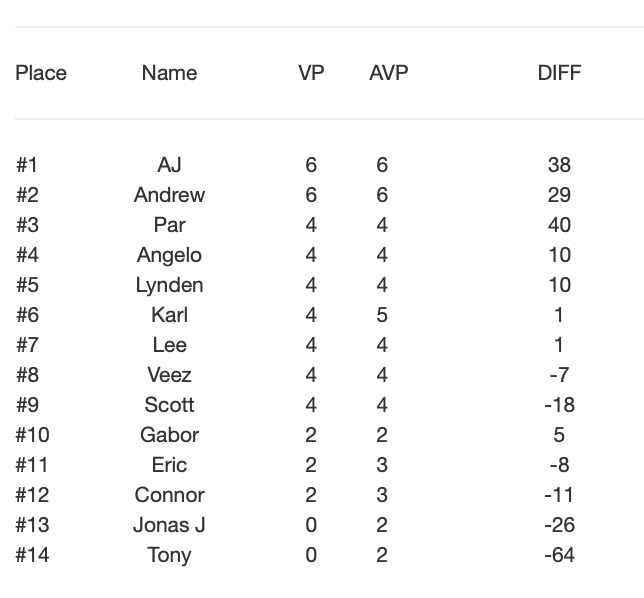 Place Name VP AVP DIFF
#1 AJ 6 6 38
#2 Andrew 6 6 29
#3 Par 4 4 40
#4 Angelo 4 4 10
#5 Lynden 4 4 10
#6 Karl 4 5 1
#7 Lee 4 4 1
#8 Veez 4 4 -7
#9 Scott 4 4 -18
#10 Gabor 2 2 5
#11 Eric 2 3 -8
#12 Connor 2 3 -11
#13 Jonas J 0 2 -26
#14 Tony 0 2 -64